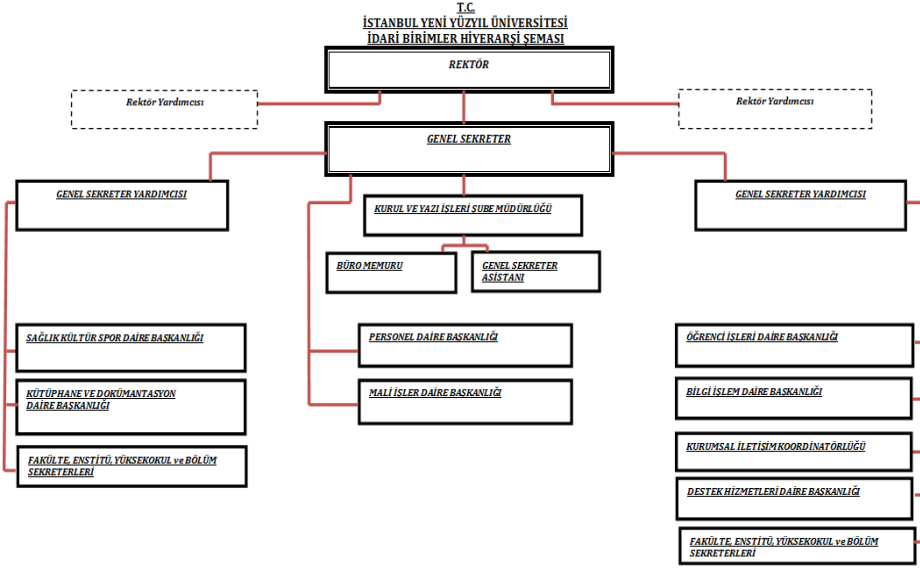 T.C.
İSTANBUL YENİ YÜZYIL ÜNİVERSİTESİ
İDARİ BİRİMLER HİYERARŞİ ŞEMASI
REKTÖR
Rektör Yardımcısı
Rektör Yardımcısı
GENEL SEKRETER
GENEL SEKRETER YARDIMCISI
KURUL VE YAZI İŞLERİ ŞUBE MÜDÜRLÜĞÜ
GENEL SEKRETER YARDIMCISI
BÜRO MEMURU
GENEL SEKRETER
ASİSTANI
SAĞLIK KÜLTÜR SPOR DAİRE BAŞKANLIĞI
KÜTÜPHANE VE DOKÜMANTASYON
DAİRE BAŞKANLIĞI
FAKÜLTE, ENSTİTÜ, YÜKSEKOKUL ve BÖLÜM
SEKRETERLERİ
PERSONEL DAİRE BAŞKANLIĞI
MALİ İŞLER DAİRE BAŞKANLIĞI
ÖĞRENCİ İŞLERİ DAİRE BAŞKANLIĞI
BİLGİ İŞLEM DAİRE BAŞKANLIĞI
KURUMSAL İLETİŞİM KOORDİNATÖRLÜĞÜ
DESTEK HİZMETLERİ DAİRE BAŞKANLIĞI
FAKÜLTE, ENSTİTÜ, YÜKSEKOKUL ve BÖLÜM
SEKRETERLERİ